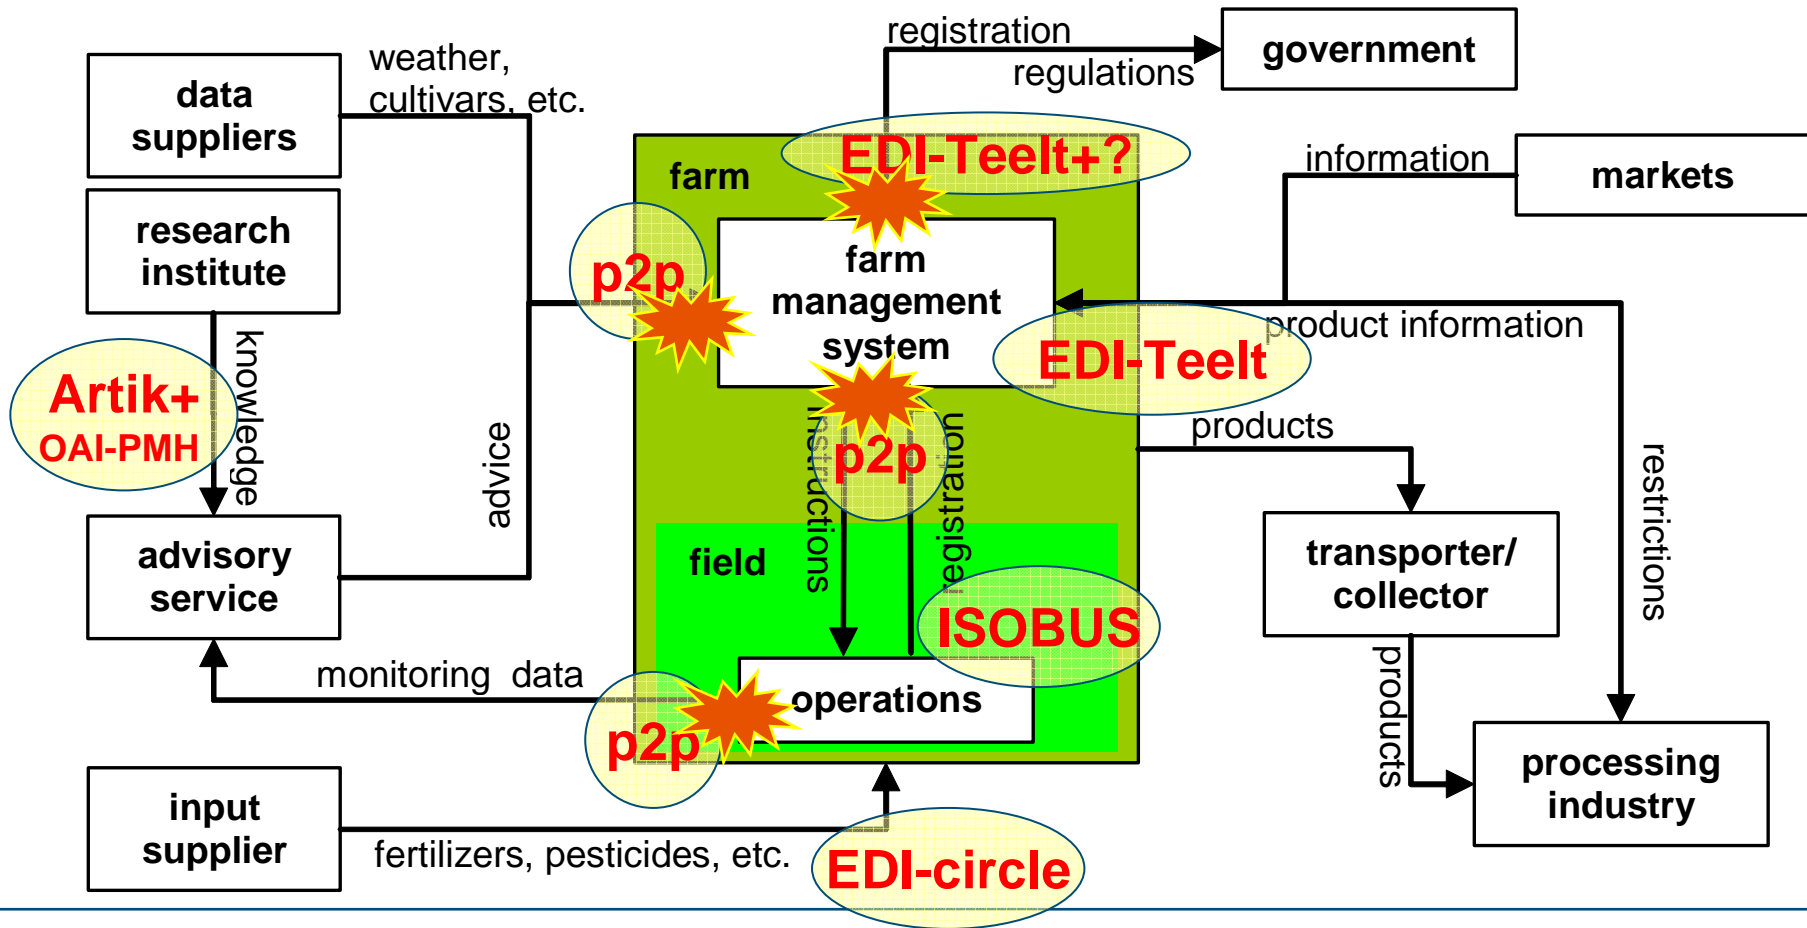 registration
regulations
government
weather,
cultivars, etc.
data
suppliers
EDI-Teelt+?
farm
information
markets
research
institute
p2p
farm
management
system
product information
EDI-Teelt
knowledge
Artik+
OAI-PMH
advice
instructions
p2p
registration
products
restrictions
field
advisory
service
ISOBUS
transporter/
collector
monitoring data
operations
p2p
products
processing
industry
input
supplier
fertilizers, pesticides, etc.
EDI-circle